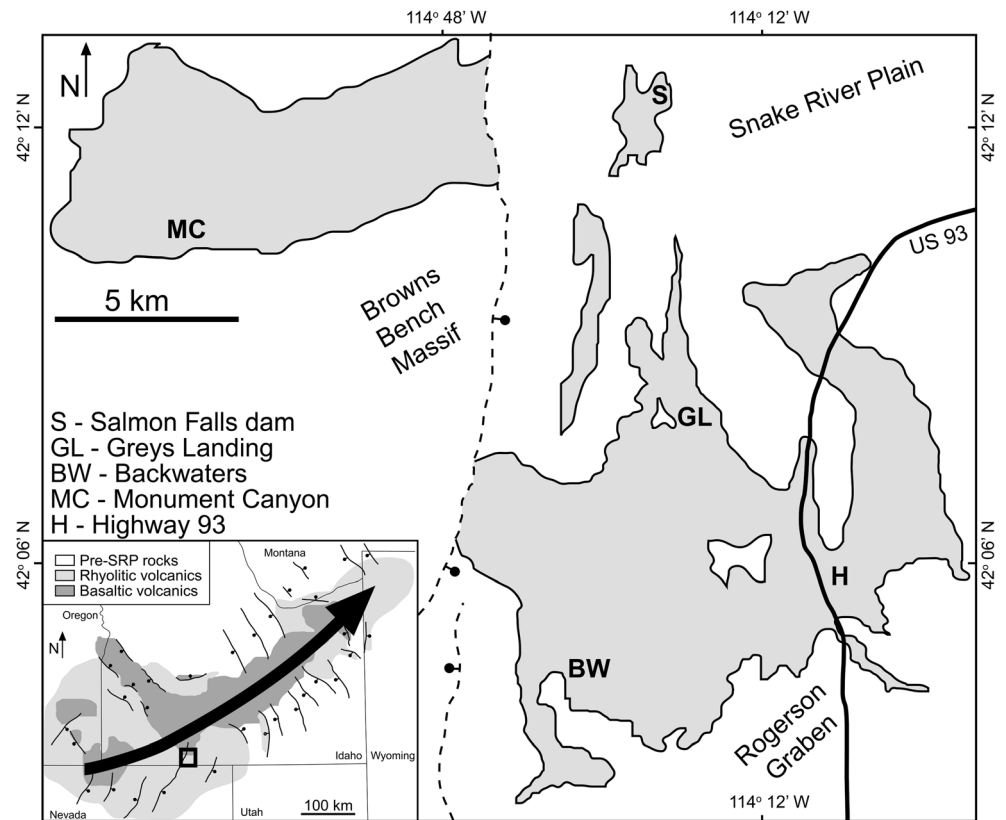 114° 48' W
114° 12' W
N
S
Snake River Plain
42° 12' N
42° 12' N
MC
US 93
5 km
Browns
Bench
Massif
GL
S - Salmon Falls dam
GL - Greys Landing
BW - Backwaters
MC - Monument Canyon
H - Highway 93
42° 06' N
42° 06' N
H
BW
Rogerson
Graben
114° 12' W
Pre-SRP rocks
Rhyolitic volcanics
Basaltic volcanics
Montana
Oregon
N
Idaho
Wyoming
Nevada
Utah
100 km